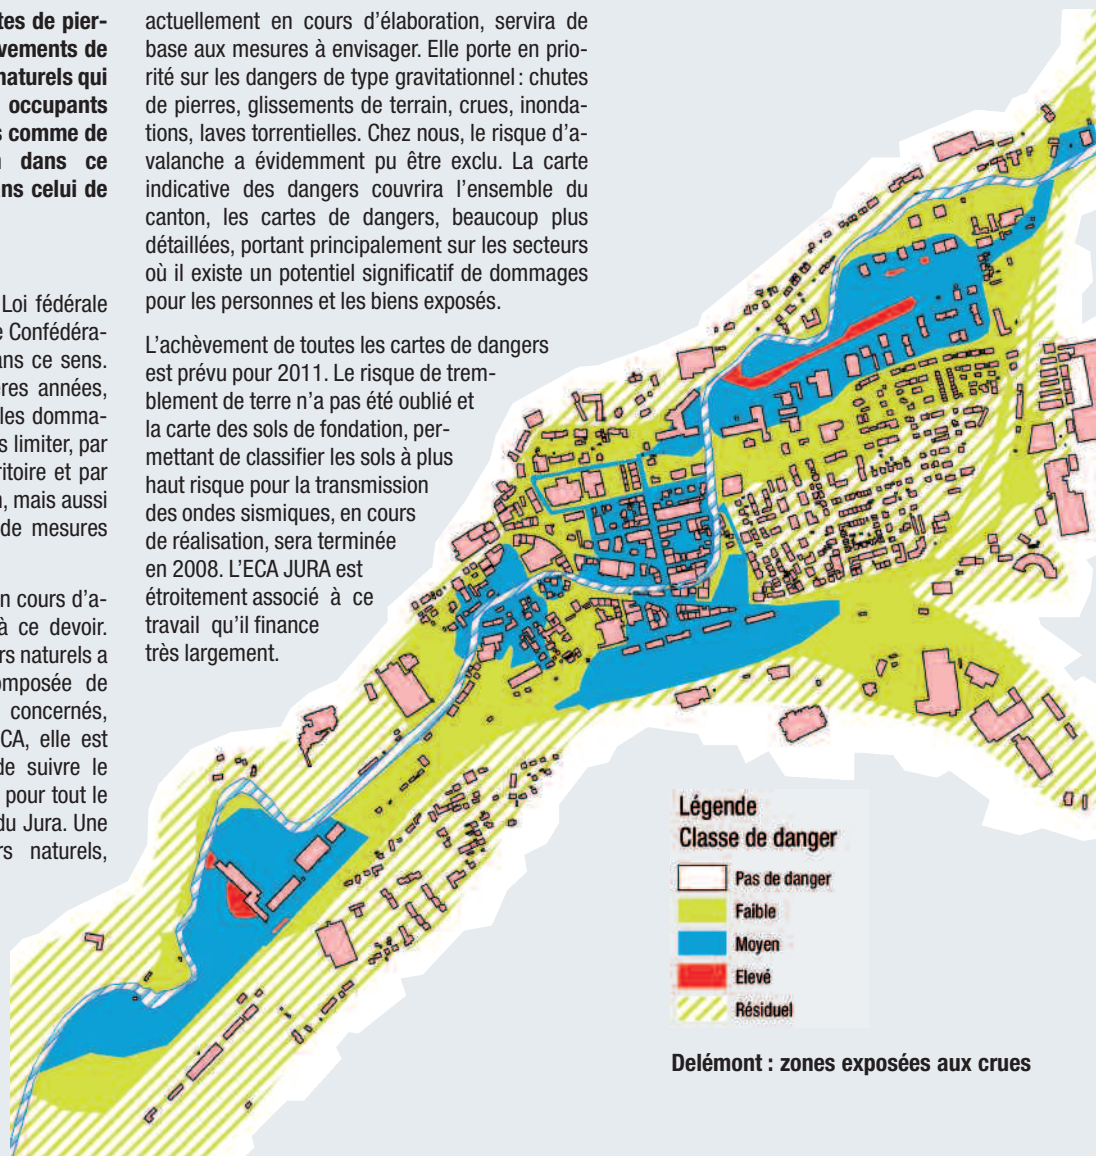 tes de pier-
vements de
naturels qui
occupants
s comme de
dans ce
ns celui de
Loi fédérale
e Confédéra-
ans ce sens.
ères années,
les domma-
s limiter, par
ritoire et par
n, mais aussi
de mesures
n cours d'a-
à ce devoir.
rs naturels a
omposée de
concernés,
CA, elle est
de suivre le
pour tout le
du Jura. Une
rs naturels,
actuellement en cours d'élaboration, servira de
base aux mesures à envisager. Elle porte en prio-
rité sur les dangers de type gravitationnel : chutes
de pierres, glissements de terrain, crues, inonda-
tions, laves torrentielles. Chez nous, le risque d'a-
valanche a évidemment pu être exclu. La carte
indicative des dangers couvrira l'ensemble du
canton, les cartes de dangers, beaucoup plus
détaillées, portant principalement sur les secteurs
où il existe un potentiel significatif de dommages
pour les personnes et les biens exposés.
L'achèvement de toutes les cartes de dangers
est prévu pour 2011. Le risque de trem-
blement de terre n'a pas été oublié et
la carte des sols de fondation, per-
mettant de classifier les sols à plus
haut risque pour la transmission
des ondes sismiques, en cours
de réalisation, sera terminée
en 2008. L'ECA JURA est
étroitement associé à ce
travail qu'il finance
très largement.
Légende
Classe de danger
Pas de danger
Faible
Moyen
Elevé
Résiduel
Delémont : zones exposées aux crues